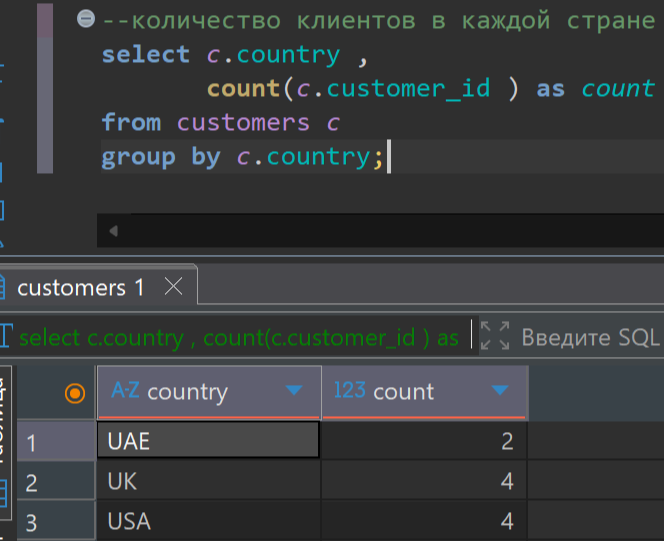 --количество клиентов в каждой стране
select c.country ,
count(c.customer_id ) as count
from customers c
group by c.country;
customers 1
select c.country , count(c.customer_id ) as
Введите SQL
A-Z country
123 count
1 UAE 2
2 UK 4
3 USA 4